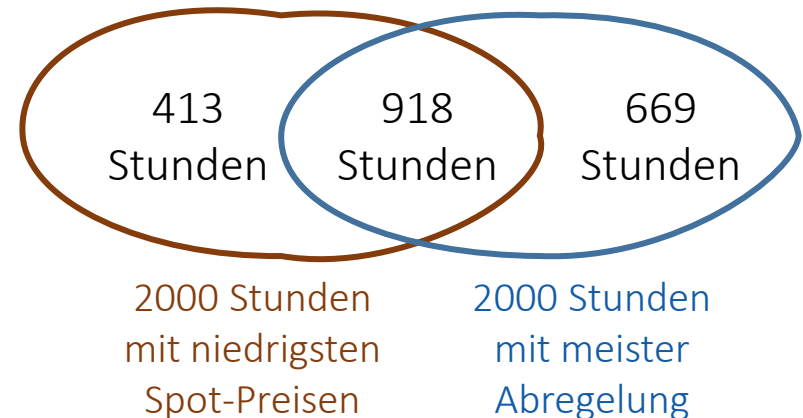 413
Stunden
918
Stunden
669
Stunden
2000 Stunden
mit niedrigsten
Spot-Preisen
2000 Stunden
mit meister
Abregelung